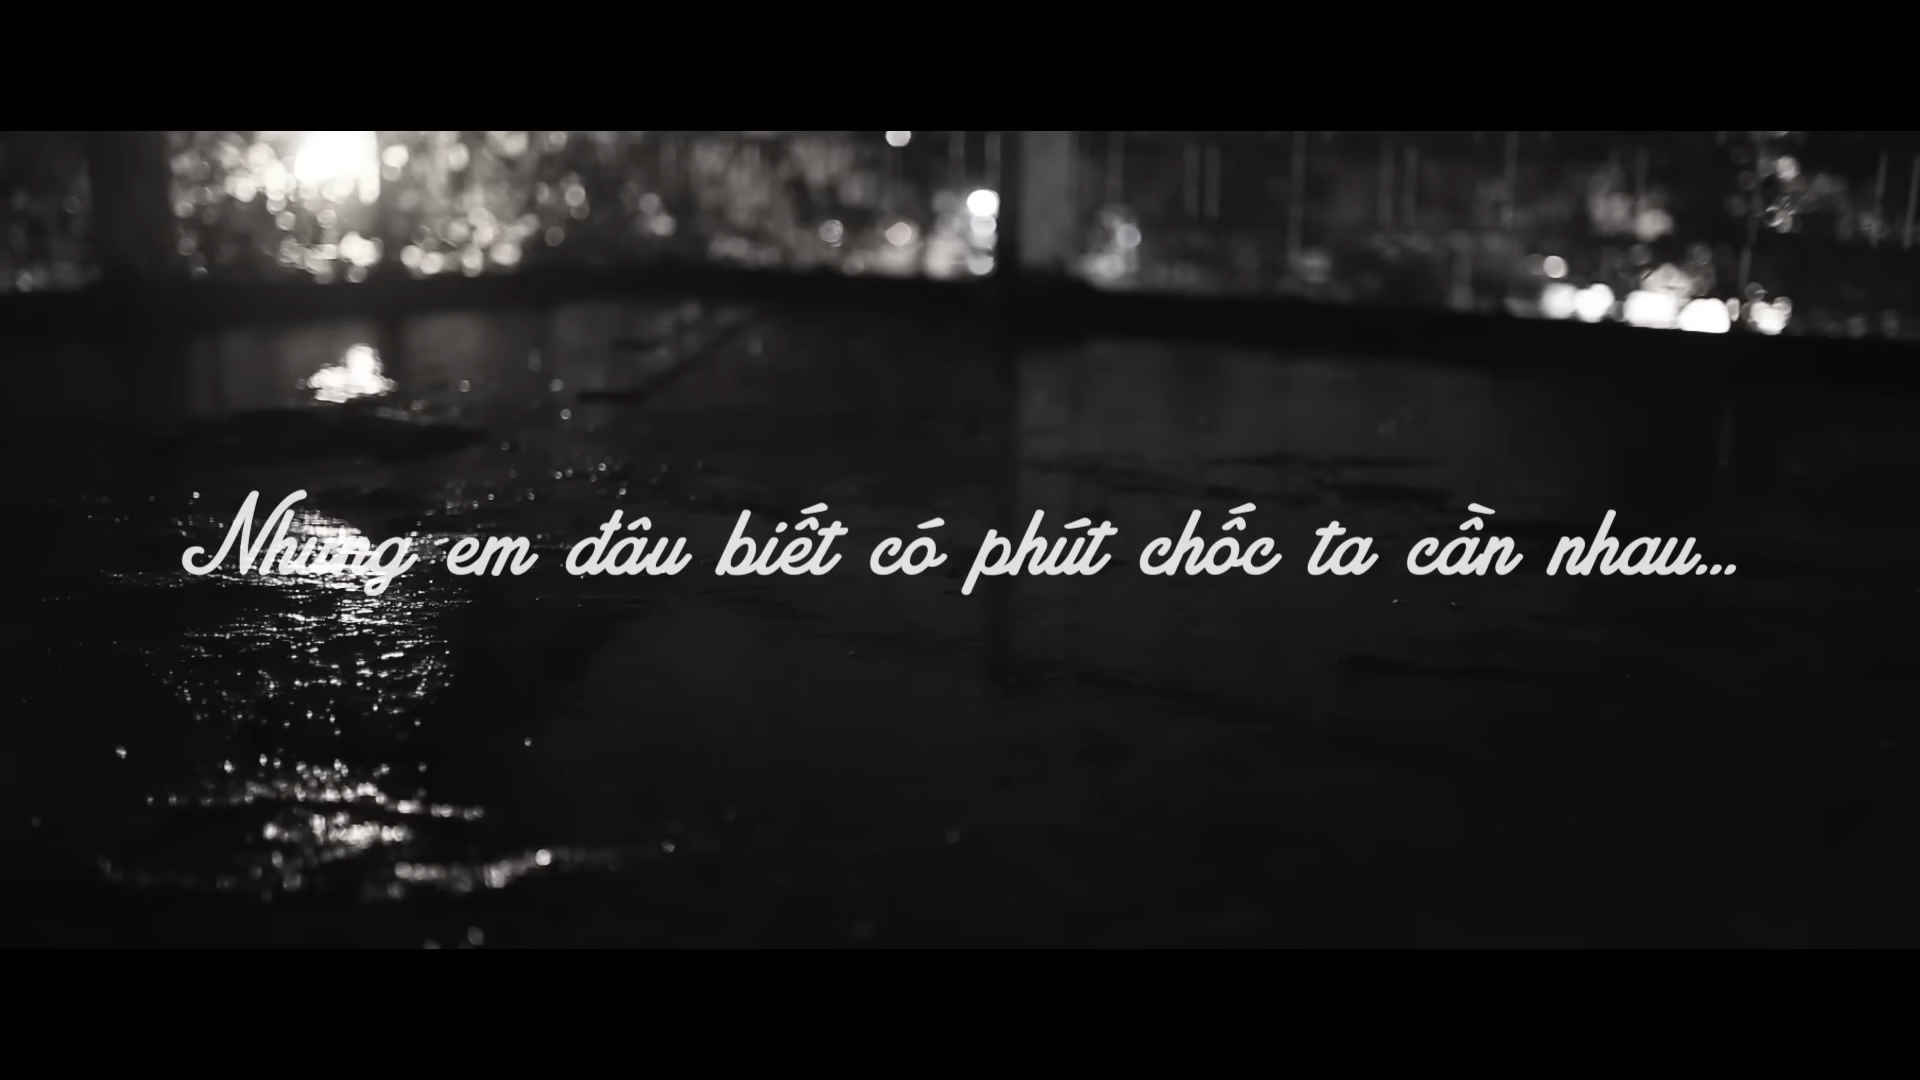 Nhưng em đâu biết có phút chốc ta cần nhau...